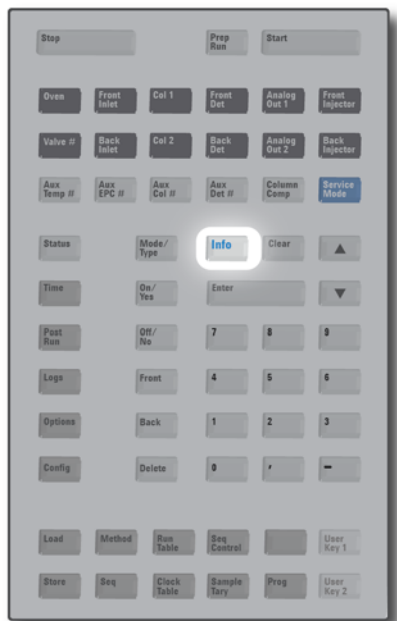 Stop Prep Run Start
Oven Front Inlet Col 1 Front Det Analog Out 1 Front Injector
Valve # Back Inlet Col 2 Back Det Analog Out 2 Back Injector
Aux Temp # Aux EPC # Aux Col # Aux Det # Column Comp Service Mode
Status Mode/Type Info Clear ▲
Time On/Yes Enter ▼
Post Run Off/No 7 8 9
Logs Front 4 5 6
Options Back 1 2 3
Config Delete 0 , -
Load Method Run Table Seq Control User Key 1
Store Seq Clock Table Sample Tary Prog User Key 2